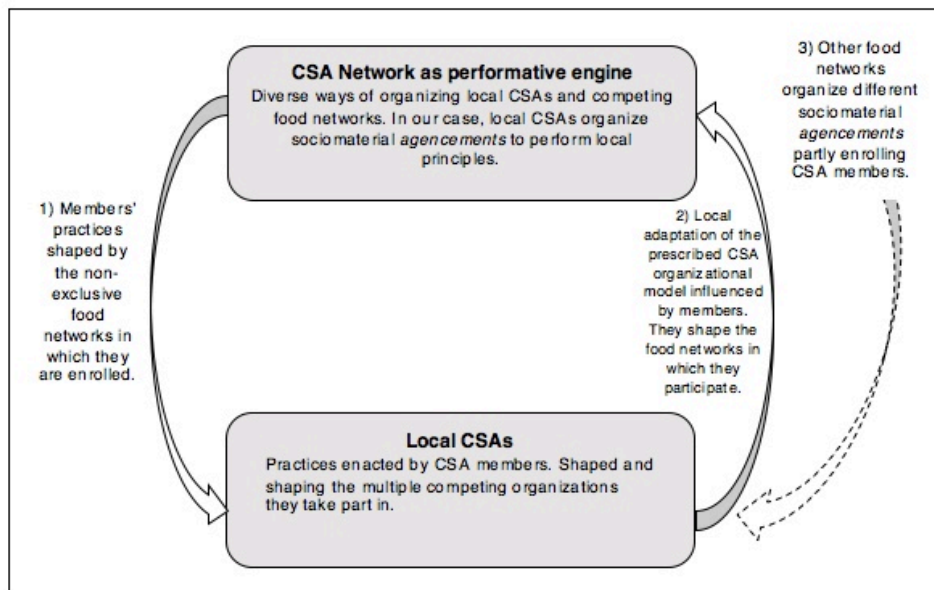 CSA Network as performative engine
Diverse ways of organizing local CSAs and competing
food networks. In our case, local CSAs organize
sociomaterial agencements to perform local
principles.
3) Other food
networks
organize different
sociomaterial
agencements
partly enrolling
CSA members.
1) Members'
practices
shaped by
the non-
exclusive
food
networks in
which they
are enrolled.
2) Local
adaptation of the
prescribed CSA
organizational
model influenced
by members.
They shape the
food networks in
which they
participate.
Local CSAs
Practices enacted by CSA members. Shaped and
shaping the multiple competing organizations
they take part in.